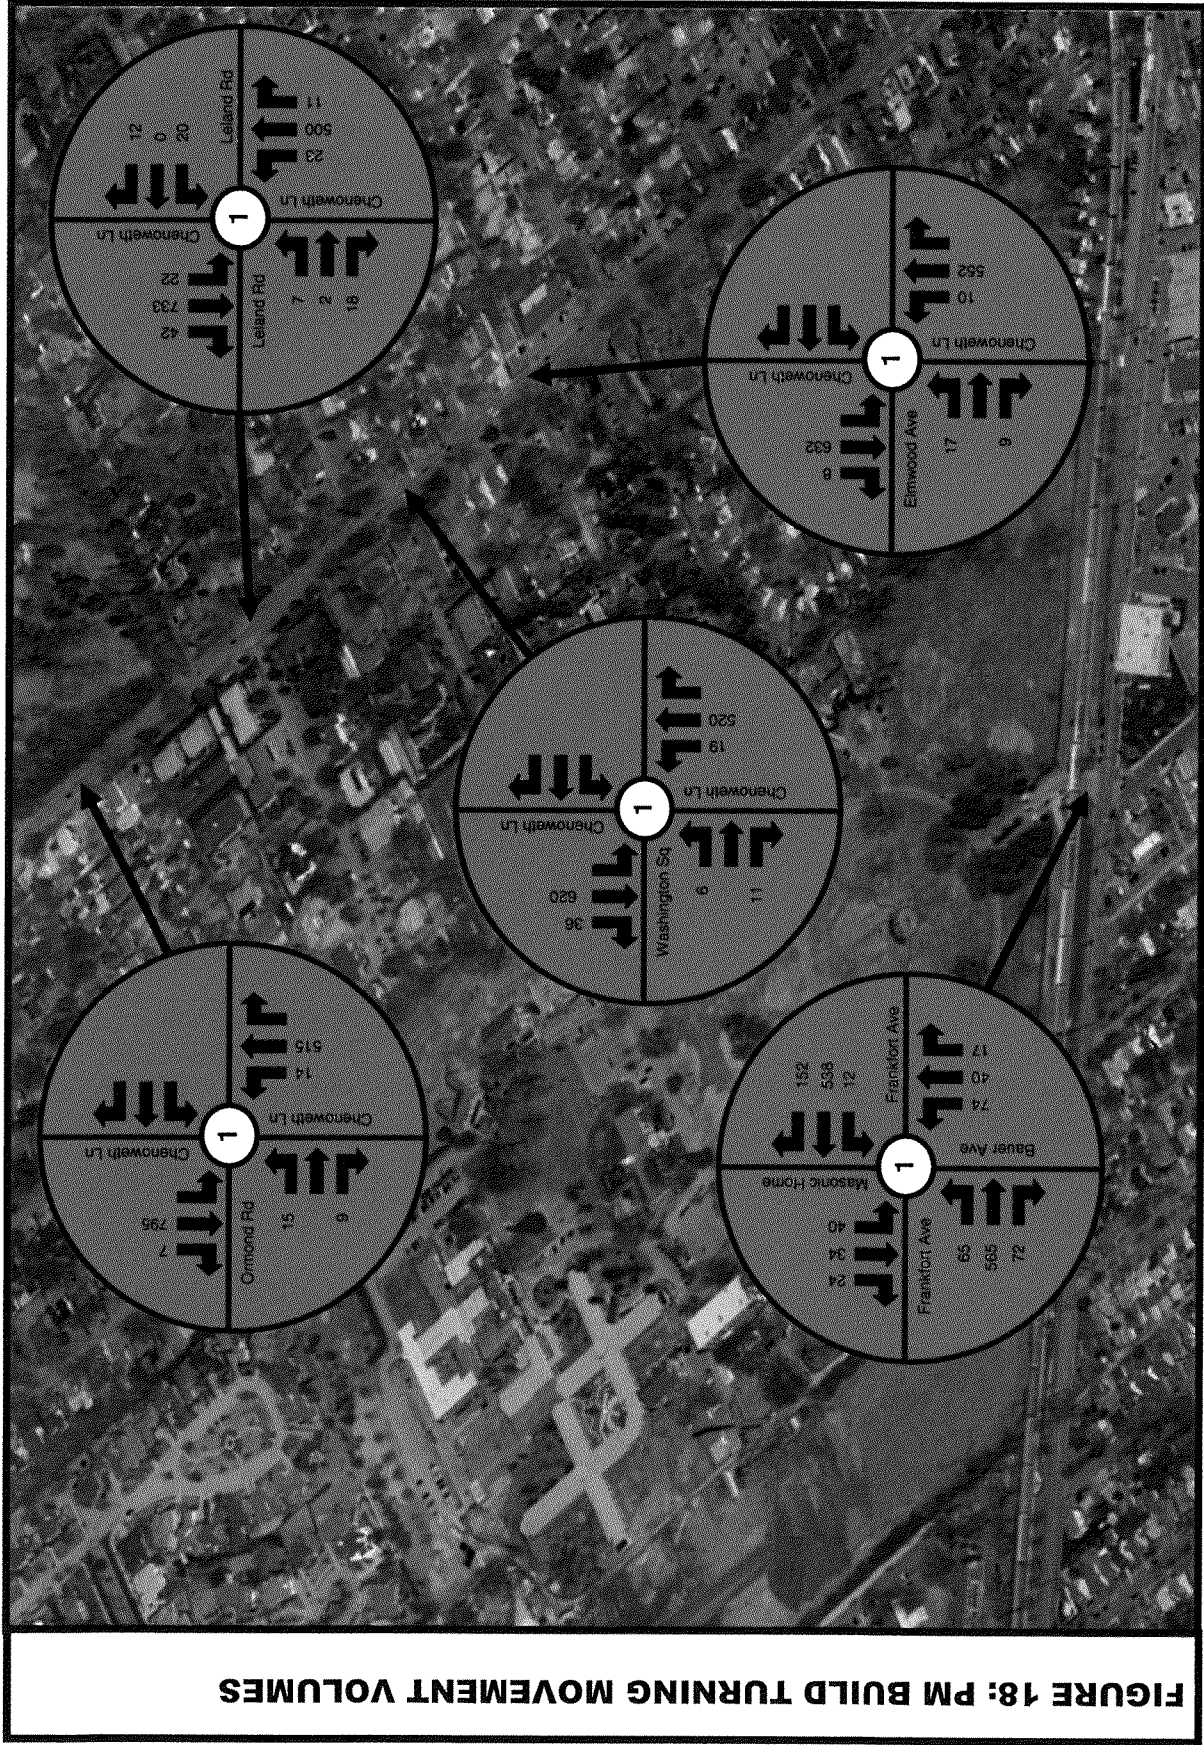 FIGURE 18: PM BUILD TURNING MOVEMENT VOLUMES
Chenoweth Ln
Leland Rd
12
0
20
22
733
42
1
Leland Rd
Chenoweth Ln
11
500
23
7
2
18
Chenoweth Ln
632
8
1
Elmwood Ave
Chenoweth Ln
552
10
17
9
Chenoweth Ln
620
36
1
Washington Sq
Chenoweth Ln
520
19
6
11
Chenoweth Ln
795
7
1
Ormond Rd
Chenoweth Ln
515
14
15
9
Masonic Home
Frankfort Ave
152
538
12
40
34
24
1
Frankfort Ave
Bauer Ave
17
40
74
65
565
72